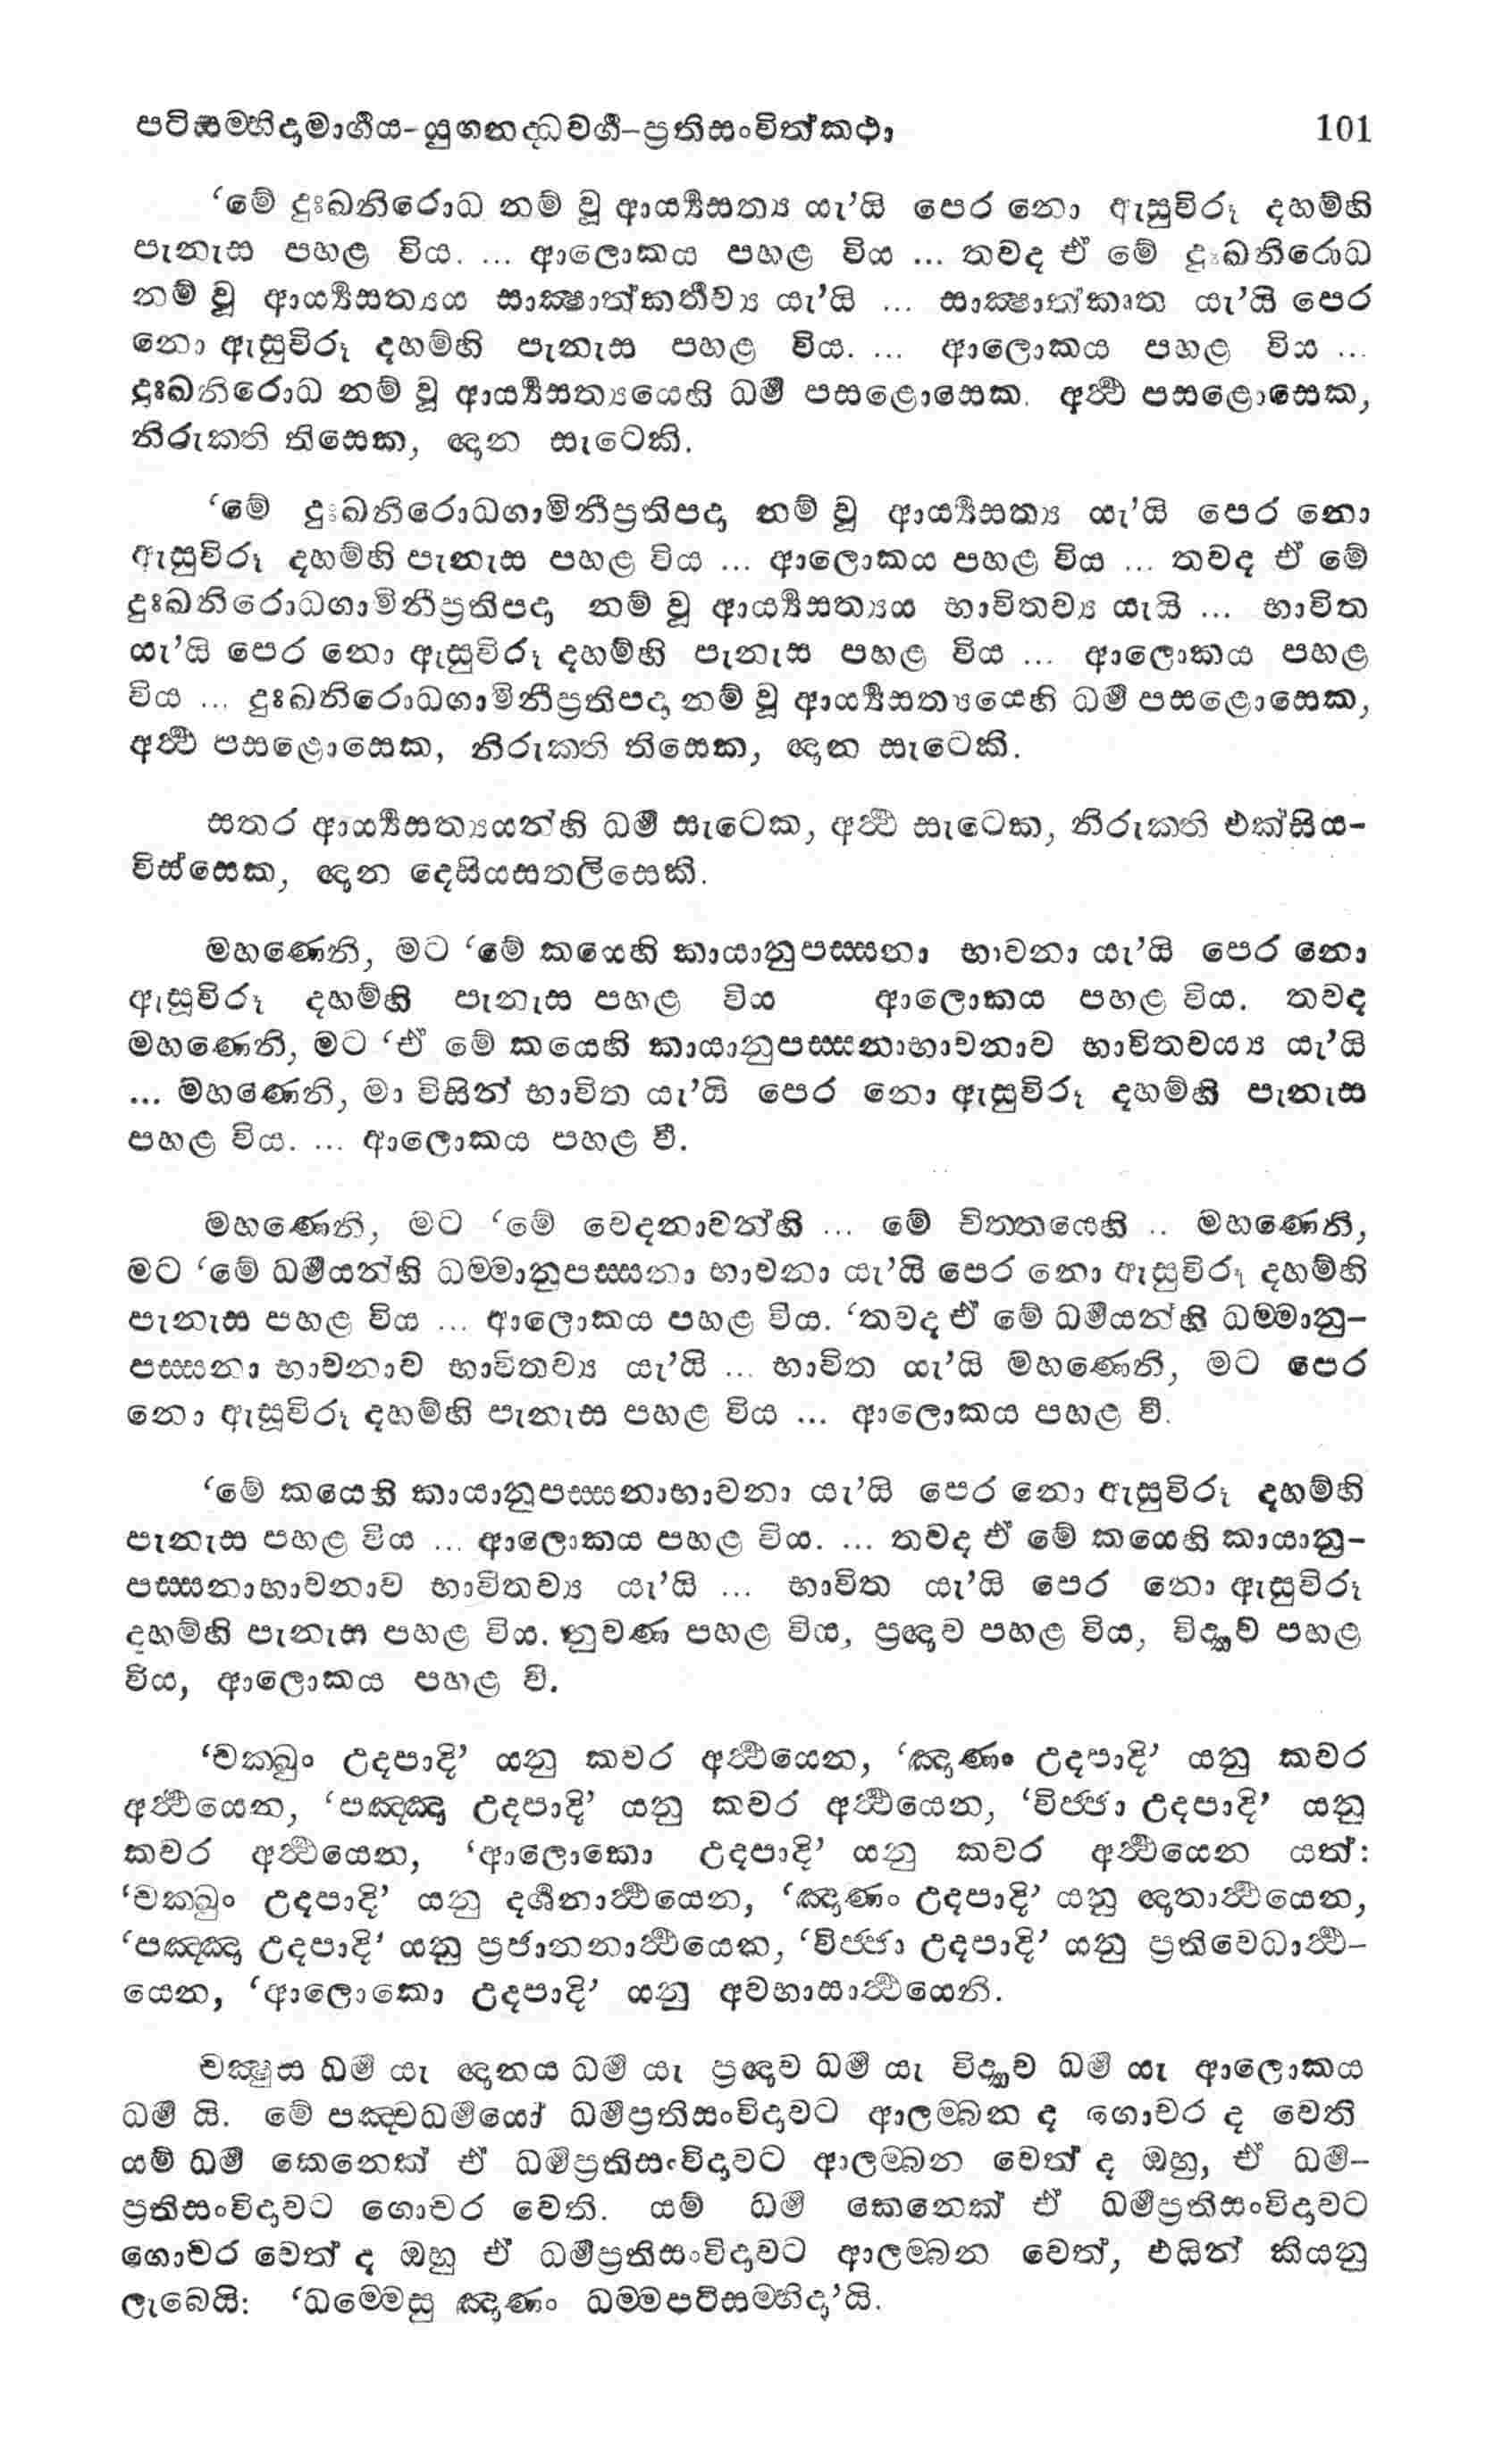 පටිසම්භිදාමාර්ගය-යුගනද්ධවර්ග-ප්‍රතිසංවිත්කථා 101
‘මේ දුඃඛනිරොධ නම් වූ ආර්‍ය්‍යසත්‍ය යැ’යි පෙර නො ඇසුවිරූ දහම්හි
පැනැස පහළ විය. ... ආලොකය පහළ විය ... තවද ඒ මේ දුඃඛනිරොධ
නම් වූ ආර්‍ය්‍යසත්‍යය සාක්‍ෂාත්කර්තව්‍ය යැ’යි ... සාක්‍ෂාත්කෘත යැ’යි පෙර
නො ඇසුවිරූ දහම්හි පැනැස පහළ විය. ... ආලොකය පහළ විය ...
දුඃඛනිරොධ නම් වූ ආර්‍ය්‍යසත්‍යයෙහි ධර්ම පසළොසෙක. අර්ත්‍ථ පසළොසෙක,
නිරුක්ති තිසෙක, ඥාන සැටෙකි.
‘මේ දුඃඛනිරොධගාමිනීප්‍රතිපදා නම් වූ ආර්‍ය්‍යසත්‍ය යැ’යි පෙර නො
ඇසුවිරූ දහම්හි පැනැස පහළ විය ... ආලොකය පහළ විය ... තවද ඒ මේ
දුඃඛනිරොධගාමිනීප්‍රතිපදා නම් වූ ආර්‍ය්‍යසත්‍යය භාවිතව්‍ය යැයි ... භාවිත
යැ’යි පෙර නො ඇසුවිරූ දහම්හි පැනැස පහළ විය ... ආලොකය පහළ
විය ... දුඃඛනිරොධගාමිනීප්‍රතිපදා නම් වූ ආර්‍ය්‍යසත්‍යයෙහි ධර්ම පසළොසෙක,
අර්ත්‍ථ පසළොසෙක, නිරුක්ති තිසෙක, ඥාන සැටෙකි.
සතර ආර්‍ය්‍යසත්‍යයන්හි ධර්ම සැටෙක, අර්ත්‍ථ සැටෙක, නිරුක්ති එක්සිය-
විස්සෙක, ඥාන දෙසියසතලිසෙකි.
මහණෙනි, මට ‘මේ කයෙහි කායානුපස්සනා භාවනා යැ’යි පෙර නො
ඇසූවිරූ දහම්හි පැනැස පහළ විය ආලොකය පහළ විය. තවද
මහණෙනි, මට ‘ඒ මේ කයෙහි කායානුපස්සනාභාවනාව භාවිතවය්‍ය යැ’යි
... මහණෙනි, මා විසින් භාවිත යැ’යි පෙර නො ඇසුවිරූ දහම්හි පැනැස
පහළ විය. ... ආලොකය පහළ වී.
මහණෙනි, මට ‘මේ වෙදනාවන්හි ... මේ චිත්තයෙහි .. මහණෙනි,
මට ‘මේ ධර්මයන්හි ධම්මානුපස්සනා භාවනා යැ’යි පෙර නො ඇසුවිරූ දහම්හි
පැනැස පහළ විය ... ආලොකය පහළ විය. ‘තවද ඒ මේ ධර්මයන්හි ධම්මානු-
පස්සනා භාවනාව භාවිතව්‍ය යැ’යි ... භාවිත යැ’යි මහණෙනි, මට පෙර
නො ඇසූවිරූ දහම්හි පැනැස පහළ විය ... ආලොකය පහළ වී.
‘මේ කයෙහි කායානුපස්සනාභාවනා යැ’යි පෙර නො ඇසුවිරූ දහම්හි
පැනැස පහළ විය ... ආලොකය පහළ විය. ... තවද ඒ මේ කයෙහි කායානු-
පස්සනාභාවනාව භාවිතව්‍ය යැ’යි ... භාවිත යැ’යි පෙර නො ඇසුවිරූ
දහම්හි පැනැස පහළ විය. නුවණ පහළ විය, ප්‍රඥාව පහළ විය, විද්‍යාව පහළ
විය, ආලොකය පහළ වී.
‘චක්ඛුං උදපාදි’ යනු කවර අර්ත්‍ථයෙන, ‘ඤාණං උදපාදි’ යනු කවර
අර්ත්‍ථයෙන, ‘පඤ්ඤා උදපාදි’ යනු කවර අර්ත්‍ථයෙන, ‘විජ්ජා උදපාදි’ යනු
කවර අර්ත්‍ථයෙන, ‘ආලොකො උදපාදි’ යනු කවර අර්ත්‍ථයෙන යත්:
‘චක්ඛුං උදපාදි’ යනු දර්ශනාර්ත්‍ථයෙන, ‘ඤාණං උදපාදි’ යනු ඥාතාර්ත්‍ථයෙන,
‘පඤ්ඤා උදපාදි’ යනු ප්‍රජානනාර්ත්‍ථයෙන, ‘විජ්ජා උදපාදි’ යනු ප්‍රතිවෙධාර්ත්‍ථ-
යෙන, ‘ආලොකො උදපාදි’ යනු අවභාසාර්ත්‍ථයෙනි.
චක්‍ෂුස ධර්ම යැ ඥානය ධර්ම යැ ප්‍රඥාව ධර්ම යැ විද්‍යාව ධර්ම යැ ආලොකය
ධර්ම යි. මේ පඤ්චධර්මයෝ ධර්මප්‍රතිසංවිදාවට ආලම්බන ද ගොචර ද වෙති
යම් ධර්ම කෙනෙක් ඒ ධර්මප්‍රතිසංවිදාවට ආලම්බන වෙත් ද ඔහු, ඒ ධර්ම-
ප්‍රතිසංවිදාවට ගොචර වෙති. යම් ධර්ම කෙනෙක් ඒ ධර්මප්‍රතිසංවිදාවට
ගොචර වෙත් ද ඔහු ඒ ධර්මප්‍රතිසංවිදාවට ආලම්බන වෙත්, එයින් කියනු
ලැබෙයි: ‘ධම්මෙසු ඤාණං ධම්මපටිසම්භිදා’යි.